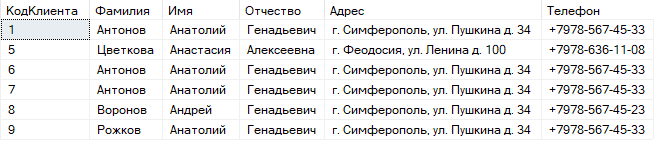 КодКлиента Фамилия Имя Отчество Адрес Телефон
1 Антонов Анатолий Генадьевич г. Симферополь, ул. Пушкина д. 34 +7978-567-45-33
5 Цветкова Анастасия Алексеевна г. Феодосия, ул. Ленина д. 100 +7978-636-11-08
6 Антонов Анатолий Генадьевич г. Симферополь, ул. Пушкина д. 34 +7978-567-45-33
7 Антонов Анатолий Генадьевич г. Симферополь, ул. Пушкина д. 34 +7978-567-45-33
8 Воронов Андрей Генадьевич г. Симферополь, ул. Пушкина д. 34 +7978-567-45-23
9 Рожков Анатолий Генадьевич г. Симферополь, ул. Пушкина д. 34 +7978-567-45-33